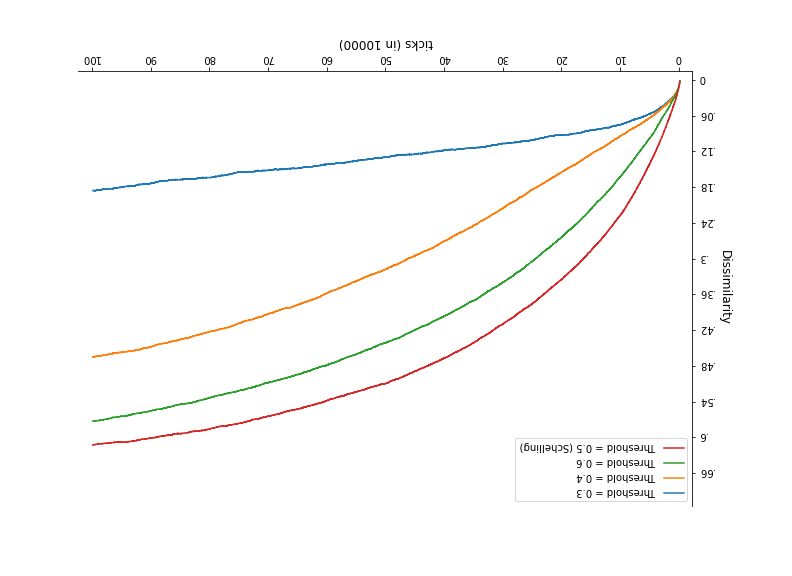 Threshold = 0.3
Threshold = 0.4
Threshold = 0.6
Threshold = 0.5 (Schelling)
Dissimilarity
.66
.6
.54
.48
.42
.36
.3
.24
.18
.12
.06
0
0 10 20 30 40 50 60 70 80 90 100
ticks (in 10000)